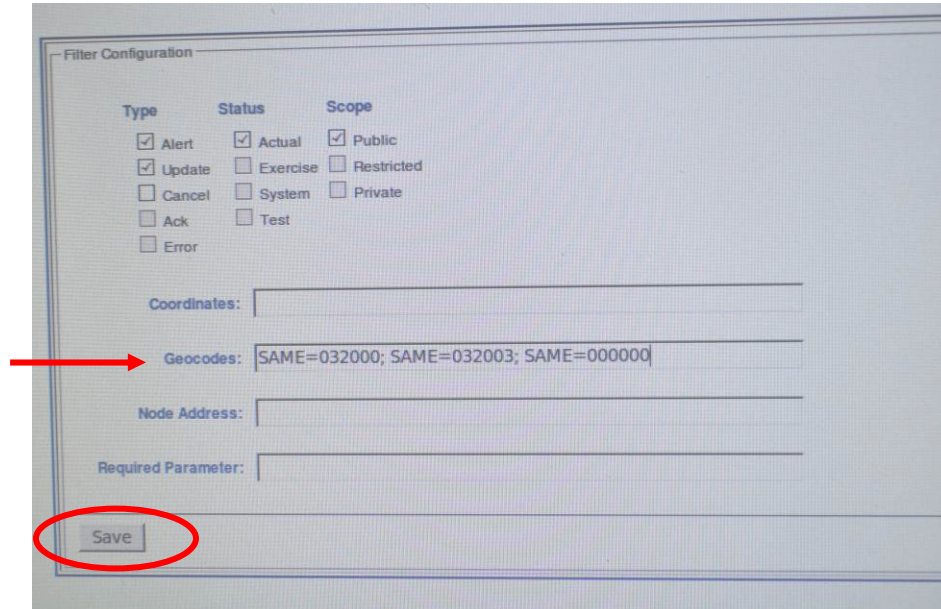 Filter Configuration
Type Status Scope
Alert Actual Public
Update Exercise Restricted
Cancel System Private
Ack Test
Error
Coordinates:
Geocodes: SAME=032000; SAME=032003; SAME=000000
Node Address:
Required Parameter:
Save